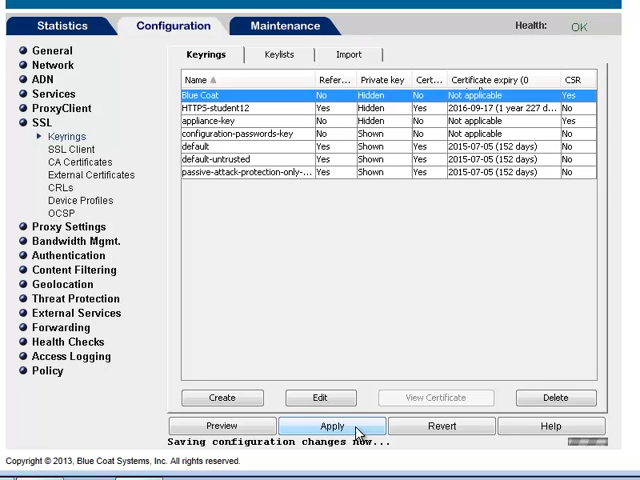 Statistics Configuration Maintenance Health: OK
General
Network
ADN
Services
ProxyClient
SSL
Keyrings
SSL Client
CA Certificates
External Certificates
CRLs
Device Profiles
OCSP
Proxy Settings
Bandwidth Mgmt.
Authentication
Content Filtering
Geolocation
Threat Protection
External Services
Forwarding
Health Checks
Access Logging
Policy
Keyrings Keylists Import
Name Refer... Private key Cert... Certificate expiry (0 CSR
Blue Coat No Hidden No Not applicable Yes
HTTPS-student12 Yes Hidden Yes 2016-09-17 (1 year 227 d... No
appliance-key No Hidden No Not applicable Yes
configuration-passwords-key No Shown No Not applicable No
default Yes Shown Yes 2015-07-05 (152 days) No
default-untrusted Yes Shown Yes 2015-07-05 (152 days) No
passive-attack-protection-only-... Yes Shown Yes 2015-07-05 (152 days) No
Create Edit View Certificate Delete
Preview Apply Revert Help
Saving configuration changes now...
Copyright © 2013, Blue Coat Systems, Inc. All rights reserved.